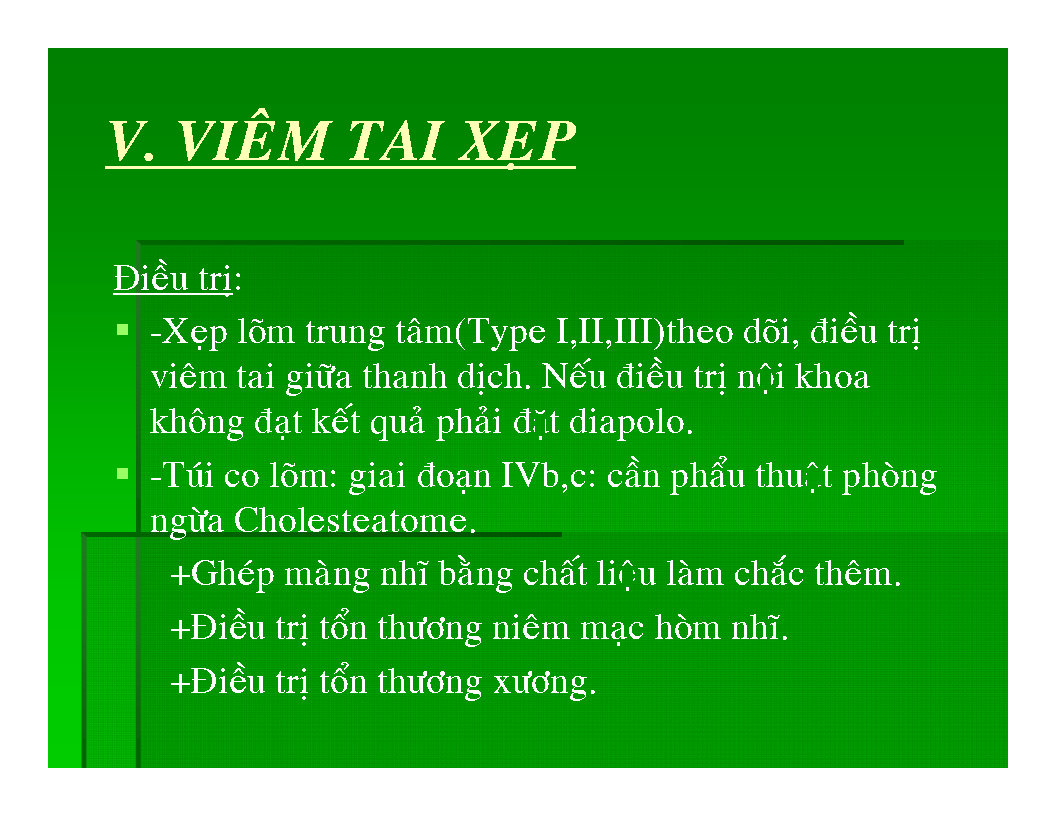 V. VIÊM TAI XẸP
Điều trị:
-Xẹp lõm trung tâm(Type I,II,III)theo dõi, điều trị
viêm tai giữa thanh dịch. Nếu điều trị nội khoa
không đạt kết quả phải đặt diapolo.
-Túi co lõm: giai đoạn IVb,c: cần phẩu thuật phòng
ngừa Cholesteatome.
+Ghép màng nhĩ bằng chất liệu làm chắc thêm.
+Điều trị tổn thương niêm mạc hòm nhĩ.
+Điều trị tổn thương xương.